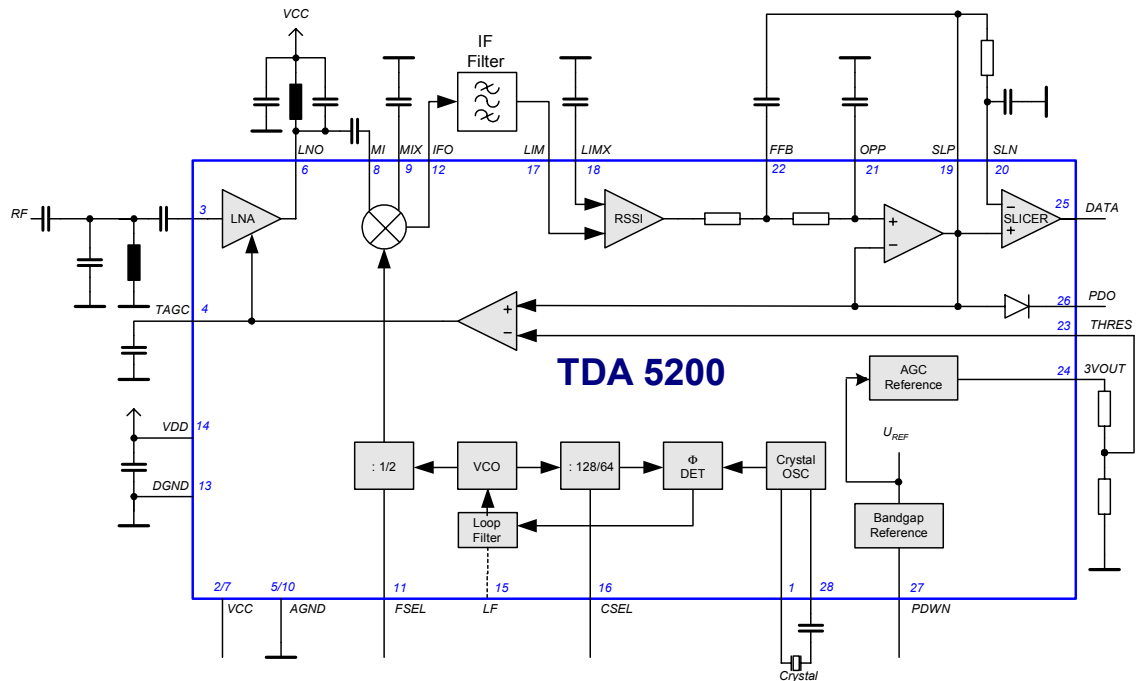 VCC
IF
Filter
LNO MI MIX IFO LIM LIMX FFB OPP SLP SLN
6 8 9 12 17 18 22 21 19 20
RF
3
LNA
RSSI
+
−
−
SLICER
+
25
DATA
TAGC
4
+
−
26
PDO
23
THRES
TDA 5200
AGC
Reference
24
3VOUT
VDD
14
U_REF
: 1/2
VCO
: 128/64
Φ
DET
Crystal
OSC
DGND
13
Loop
Filter
Bandgap
Reference
2/7 5/10 11 15 16 1 28 27
VCC AGND FSEL LF CSEL PDWN
Crystal